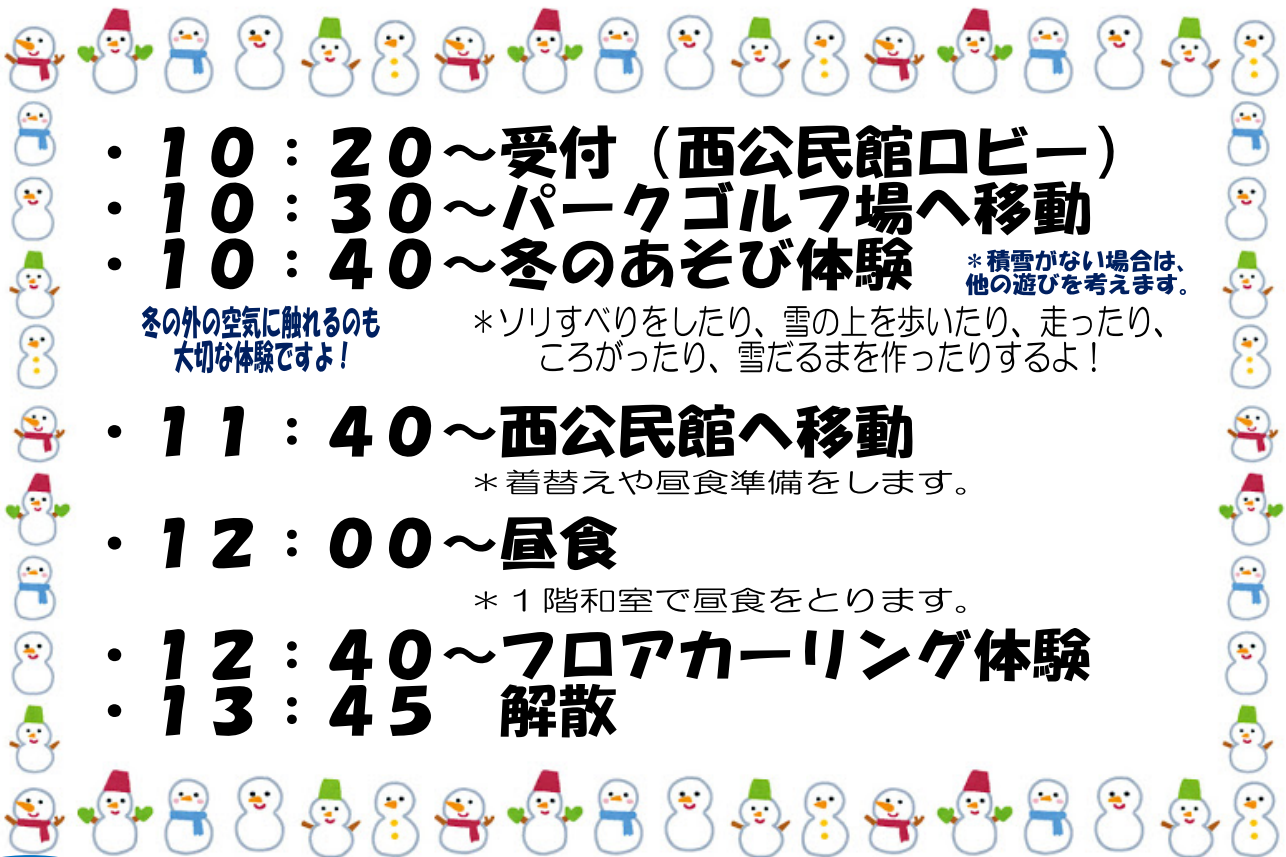 ・10：20～受付（西公民館ロビー）
・10：30～パークゴルフ場へ移動
・10：40～冬のあそび体験
＊積雪がない場合は、
他の遊びを考えます。
冬の外の空気に触れるのも
大切な体験ですよ！
＊ソリすべりをしたり、雪の上を歩いたり、走ったり、
ころがったり、雪だるまを作ったりするよ！
・11：40～西公民館へ移動
＊着替えや昼食準備をします。
・12：00～昼食
＊１階和室で昼食をとります。
・12：40～フロアカーリング体験
・13：45　解散